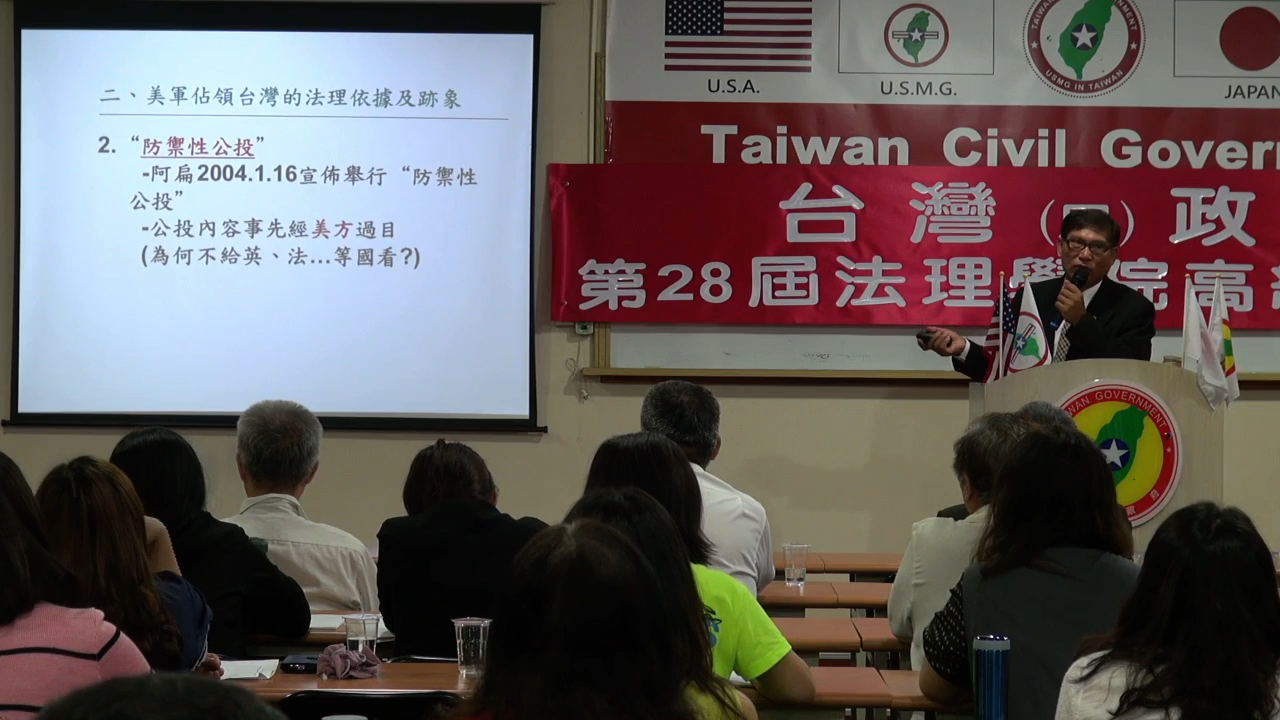 二、美軍佔領台灣的法理依據及跡象
2. “防禦性公投”
-阿扁2004.1.16宣佈舉行“防禦性
公投”
-公投內容事先經美方過目
(為何不給英、法...等國看?)
U.S.A.
U.S.M.G.
TAIWAN
USMG IN TAIWAN
JAPAN
Taiwan Civil Govern
台灣 政
第28屆法理學院高
WAN GOVERNMENT